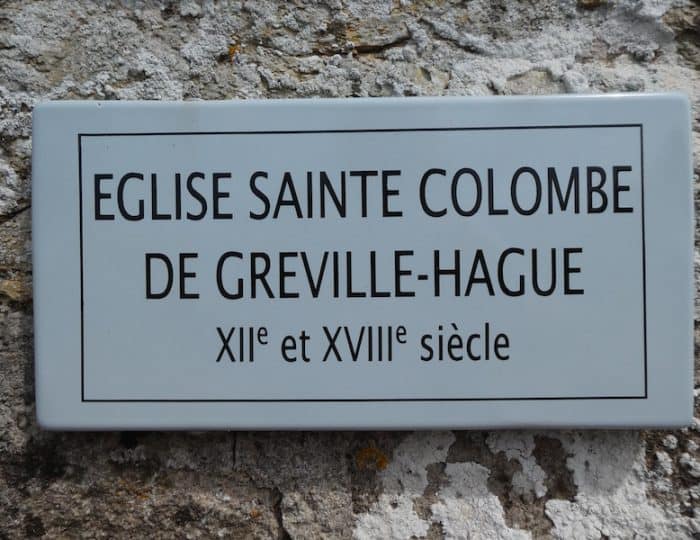 EGLISE SAINTE COLOMBE
DE GREVILLE-HAGUE
XIIe et XVIIIe siècle